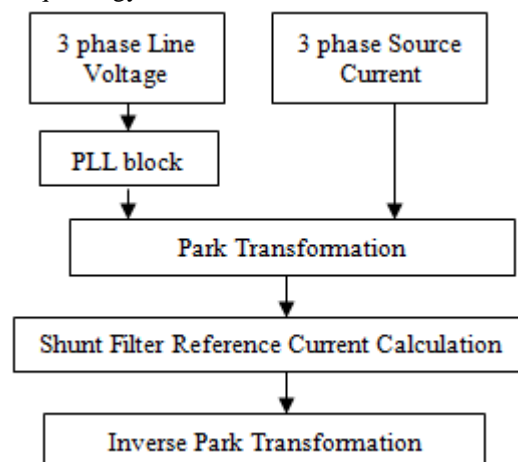 3 phase Line
Voltage
3 phase Source
Current
PLL block
Park Transformation
Shunt Filter Reference Current Calculation
Inverse Park Transformation